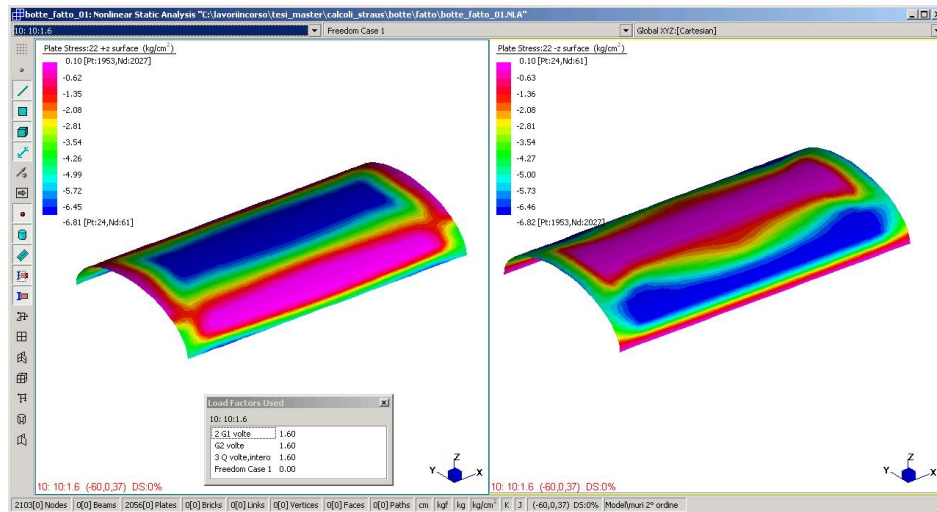 botte_fatto_01: Nonlinear Static Analysis "C:\lavoriincorso\tesi_master\calcoli_straus\botte\fatto\botte_fatto_01.NLA"
10: 10:1.6
Freedom Case 1
Global XYZ:[Cartesian]
Plate Stress:22 +z surface (kg/cm²)
0.10 [Pt:1953,Nd:2027]
-0.62
-1.35
-2.08
-2.81
-3.54
-4.26
-4.99
-5.72
-6.45
-6.81 [Pt:24,Nd:61]
Plate Stress:22 -z surface (kg/cm²)
0.10 [Pt:24,Nd:61]
-0.63
-1.36
-2.08
-2.81
-3.54
-4.27
-5.00
-5.73
-6.46
-6.82 [Pt:1953,Nd:2027]
Load Factors Used
10: 10:1.6
2 G1 volte 1.60
G2 volte 1.60
3 Q volte,intero 1.60
Freedom Case 1 0.00
Z
Y
X
Z
Y
X
10: 10:1.6 (-60,0,37) DS:0%
10: 10:1.6 (-60,0,37) DS:0%
2103[0] Nodes 0[0] Beams 2056[0] Plates 0[0] Bricks 0[0] Links 0[0] Vertices 0[0] Faces 0[0] Paths cm kgf kg kg/cm² K J (-60,0,37) DS:0% Modelli\muri 2° ordine